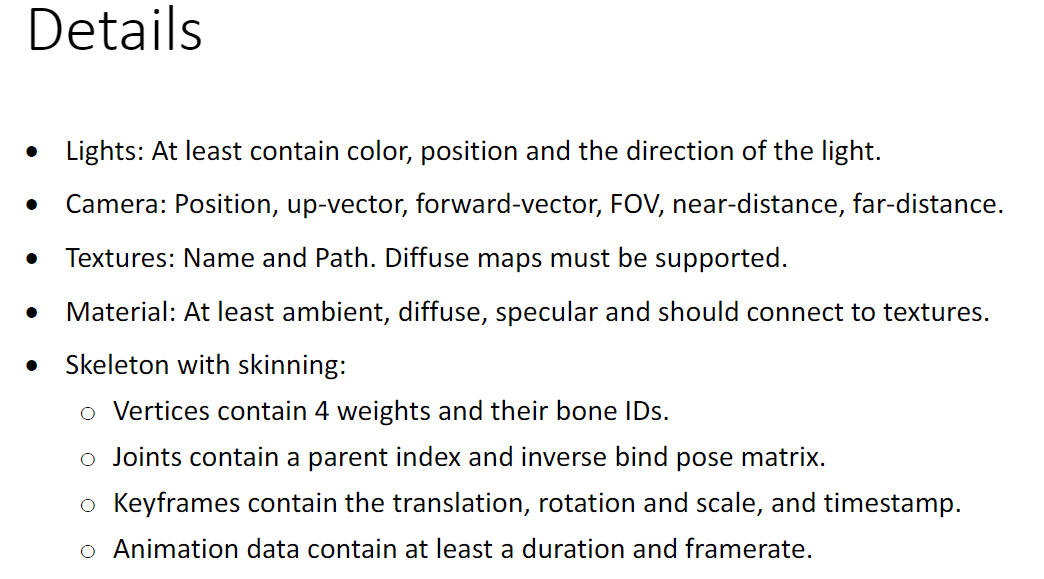 Details
• Lights: At least contain color, position and the direction of the light.
• Camera: Position, up-vector, forward-vector, FOV, near-distance, far-distance.
• Textures: Name and Path. Diffuse maps must be supported.
• Material: At least ambient, diffuse, specular and should connect to textures.
• Skeleton with skinning:
○ Vertices contain 4 weights and their bone IDs.
○ Joints contain a parent index and inverse bind pose matrix.
○ Keyframes contain the translation, rotation and scale, and timestamp.
○ Animation data contain at least a duration and framerate.